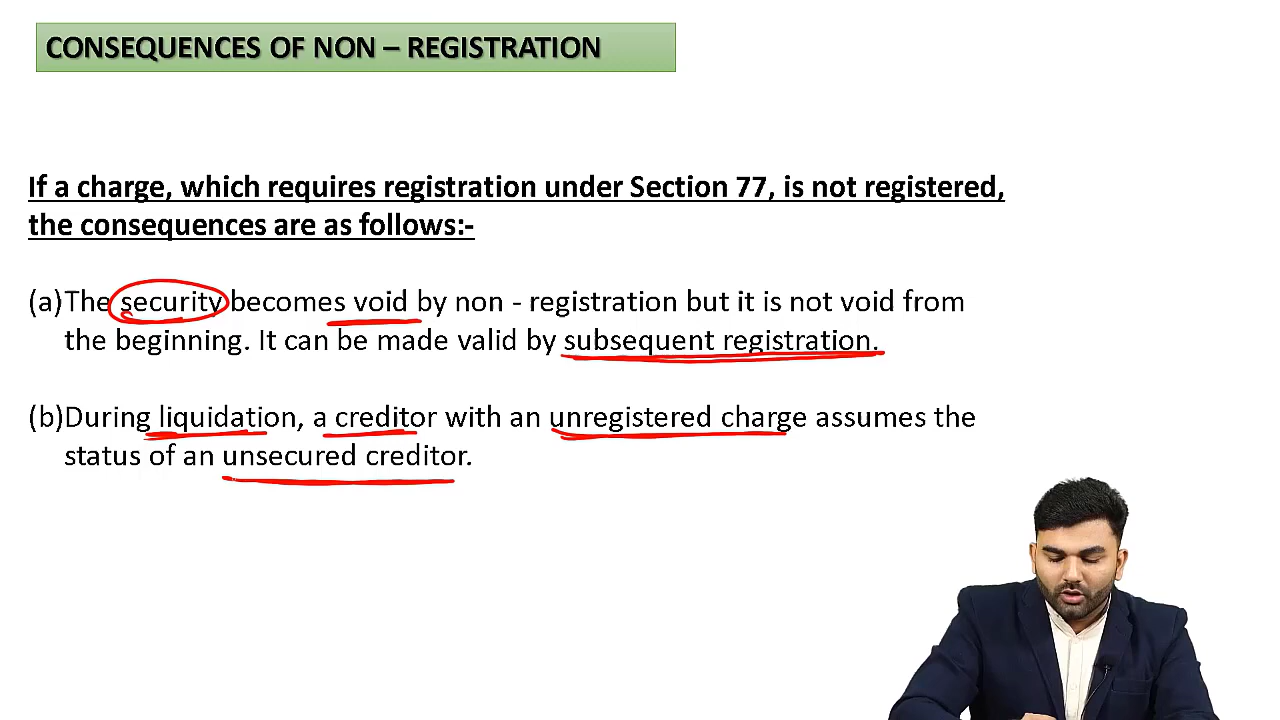 CONSEQUENCES OF NON – REGISTRATION
If a charge, which requires registration under Section 77, is not registered,
the consequences are as follows:-
(a)The security becomes void by non - registration but it is not void from
the beginning. It can be made valid by subsequent registration.
(b)During liquidation, a creditor with an unregistered charge assumes the
status of an unsecured creditor.